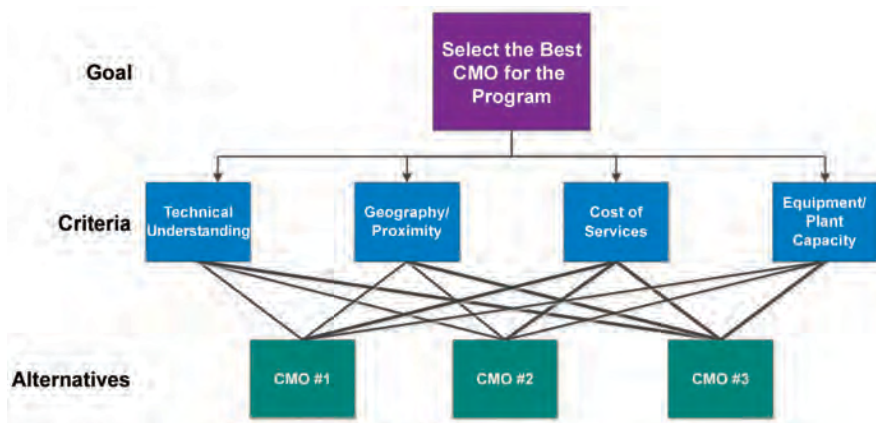 Goal
Select the Best
CMO for the
Program
Criteria
Technical
Understanding
Geography/
Proximity
Cost of
Services
Equipment/
Plant
Capacity
Alternatives
CMO #1
CMO #2
CMO #3